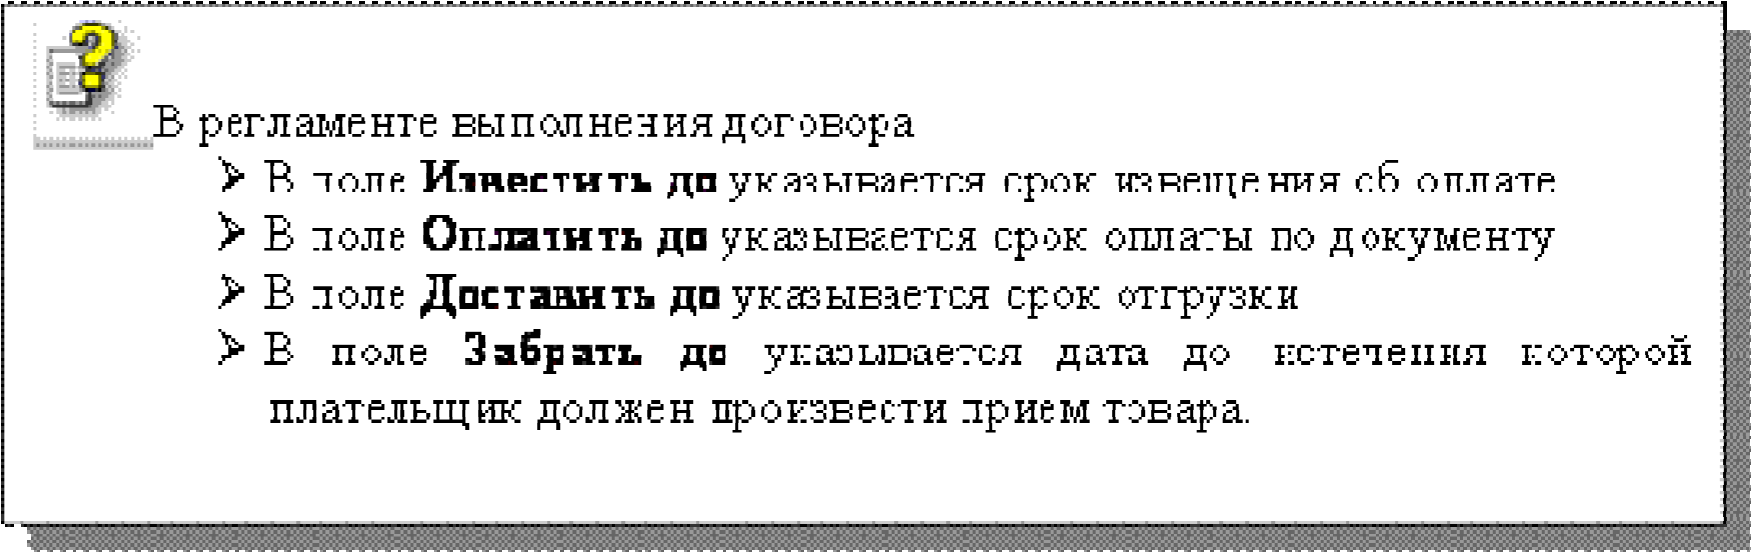 В регламенте выполнения договора
➢ В поле Известить до указывается срок извещения об оплате
➢ В поле Оплатить до указывается срок оплаты по документу
➢ В поле Доставить до указывается срок отгрузки
➢ В поле Забрать до указывается дата до истечения которой
плательщик должен произвести прием товара.